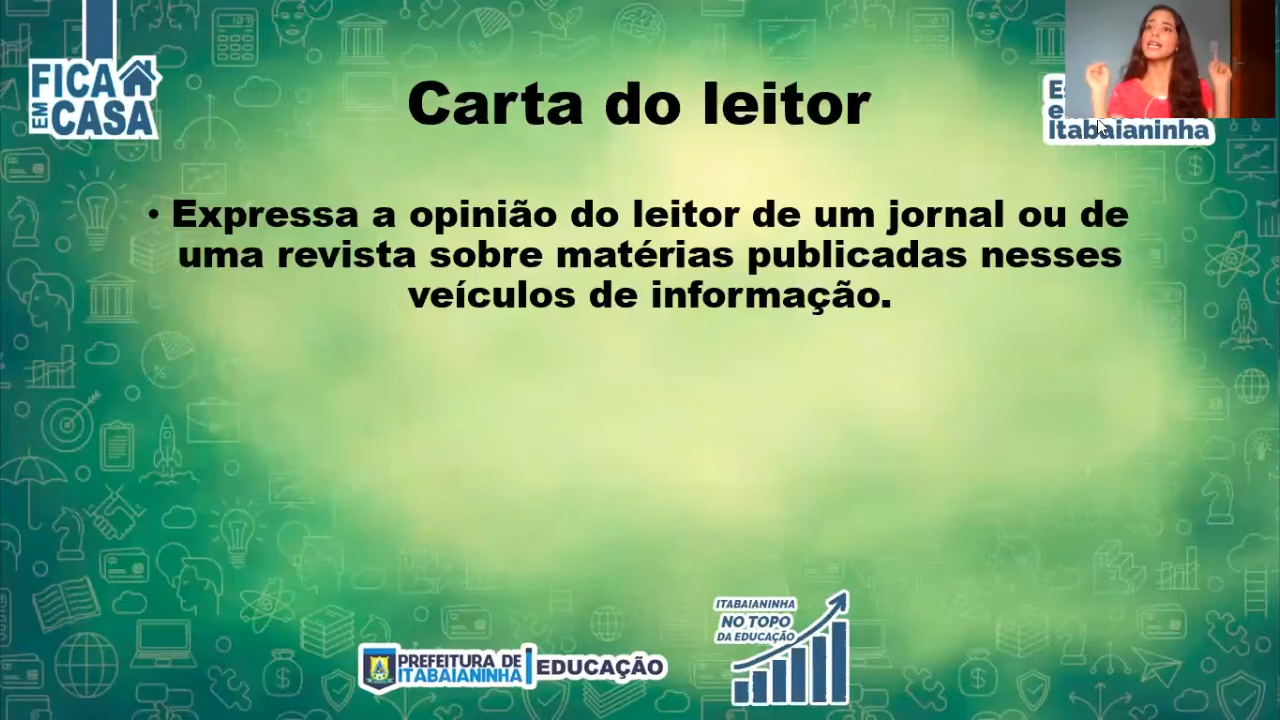 FICA
EM
CASA
Carta do leitor
Itabaianinha
• Expressa a opinião do leitor de um jornal ou de
uma revista sobre matérias publicadas nesses
veículos de informação.
PREFEITURA DE
ITABAIANINHA
EDUCAÇÃO
ITABAIANINHA
NO TOPO
DA EDUCAÇÃO